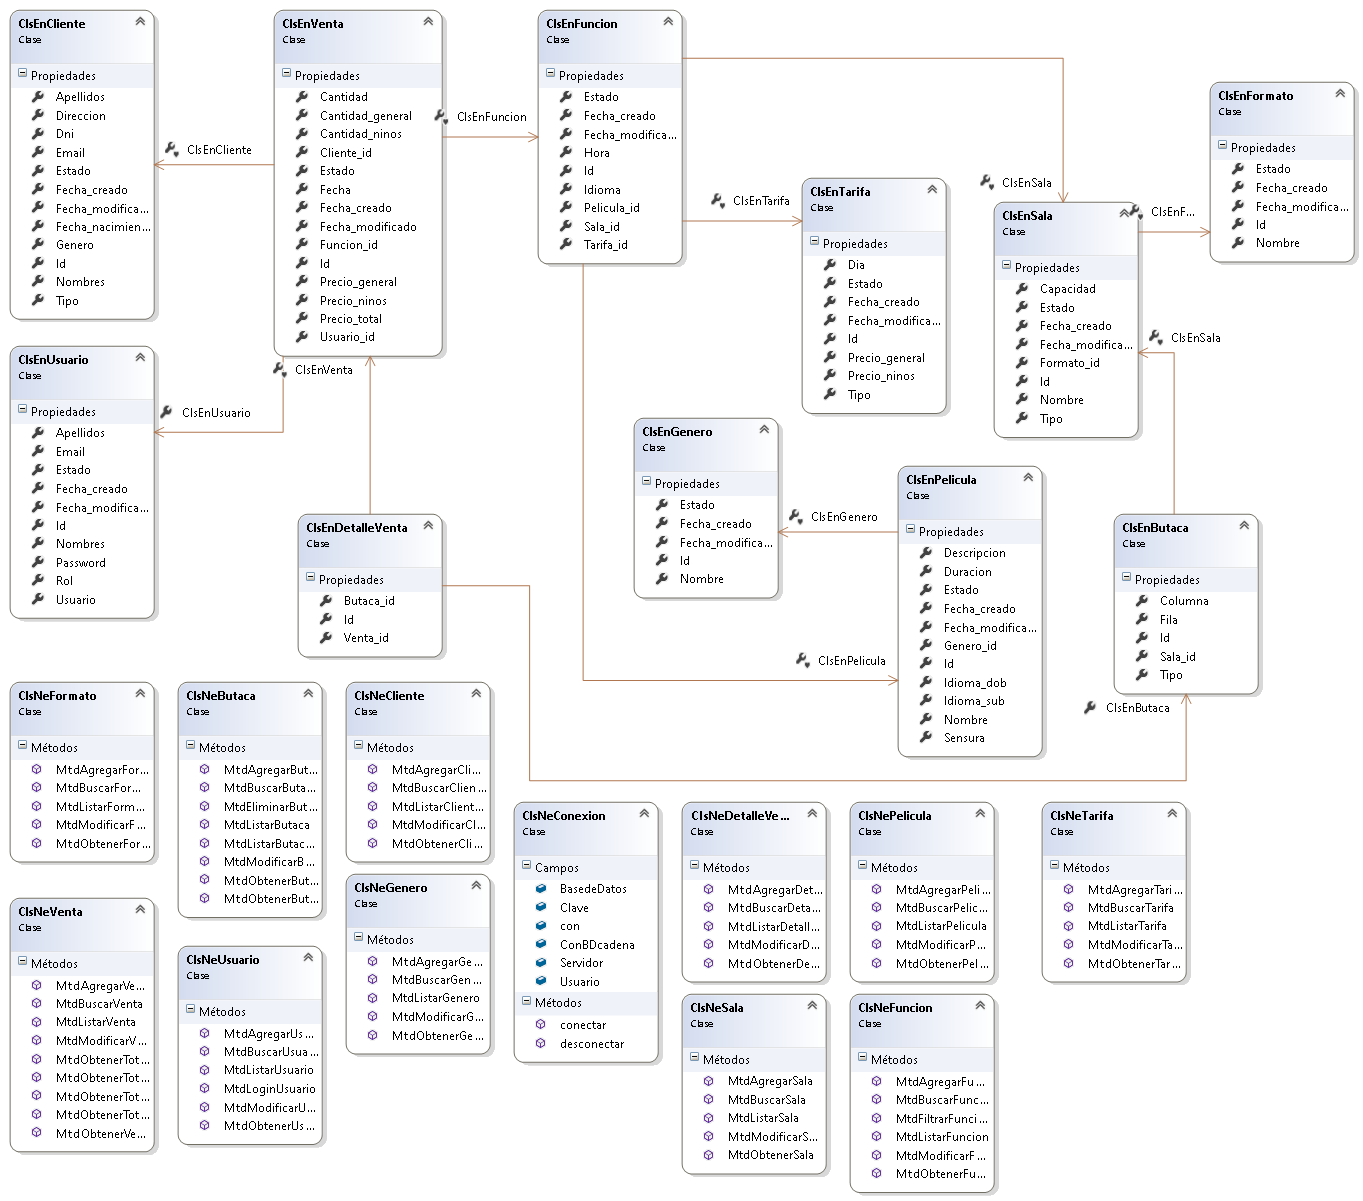 ClsEnCliente
Clase
Propiedades
Apellidos
Direccion
Dni
Email
Estado
Fecha_creado
Fecha_modifica...
Fecha_nacimien...
Genero
Id
Nombres
Tipo
ClsEnCliente
ClsEnVenta
Clase
Propiedades
Cantidad
Cantidad_general
Cantidad_ninos
Cliente_id
Estado
Fecha
Fecha_creado
Fecha_modificado
Funcion_id
Id
Precio_general
Precio_ninos
Precio_total
Usuario_id
ClsEnFuncion
ClsEnFuncion
Clase
Propiedades
Estado
Fecha_creado
Fecha_modifica...
Hora
Id
Idioma
Pelicula_id
Sala_id
Tarifa_id
ClsEnTarifa
ClsEnTarifa
Clase
Propiedades
Dia
Estado
Fecha_creado
Fecha_modifica...
Id
Precio_general
Precio_ninos
Tipo
ClsEnSala
ClsEnSala
Clase
Propiedades
Capacidad
Estado
Fecha_creado
Fecha_modifica...
Formato_id
Id
Nombre
Tipo
ClsEnF...
ClsEnFormato
Clase
Propiedades
Estado
Fecha_creado
Fecha_modifica...
Id
Nombre
ClsEnSala
ClsEnUsuario
Clase
Propiedades
Apellidos
Email
Estado
Fecha_creado
Fecha_modifica...
Id
Nombres
Password
Rol
Usuario
ClsEnUsuario
ClsEnVenta
ClsEnDetalleVenta
Clase
Propiedades
Butaca_id
Id
Venta_id
ClsEnGenero
Clase
Propiedades
Estado
Fecha_creado
Fecha_modifica...
Id
Nombre
ClsEnGenero
ClsEnPelicula
ClsEnPelicula
Clase
Propiedades
Descripcion
Duracion
Estado
Fecha_creado
Fecha_modifica...
Genero_id
Id
Idioma_dob
Idioma_sub
Nombre
Sensura
ClsEnButaca
Clase
Propiedades
Columna
Fila
Id
Sala_id
Tipo
ClsEnButaca
ClsNeFormato
Clase
Métodos
MtdAgregarFor...
MtdBuscarFor...
MtdListarForm...
MtdModificarF...
MtdObtenerFor...
ClsNeButaca
Clase
Métodos
MtdAgregarBut...
MtdBuscarButa...
MtdEliminarBut...
MtdListarButaca
MtdListarButac...
MtdModificarB...
MtdObtenerBut...
MtdObtenerBut...
ClsNeCliente
Clase
Métodos
MtdAgregarCli...
MtdBuscarClien...
MtdListarClient...
MtdModificarCl...
MtdObtenerCli...
ClsNeConexion
Clase
Campos
BasedeDatos
Clave
con
ConBDcadena
Servidor
Usuario
Métodos
conectar
desconectar
ClsNeDetalleVe...
Clase
Métodos
MtdAgregarDet...
MtdBuscarDeta...
MtdListarDetall...
MtdModificarD...
MtdObtenerDe...
ClsNePelicula
Clase
Métodos
MtdAgregarPeli...
MtdBuscarPelic...
MtdListarPelicula
MtdModificarP...
MtdObtenerPel...
ClsNeTarifa
Clase
Métodos
MtdAgregarTari...
MtdBuscarTarifa
MtdListarTarifa
MtdModificarTa...
MtdObtenerTar...
ClsNeVenta
Clase
Métodos
MtdAgregarVe...
MtdBuscarVenta
MtdListarVenta
MtdModificarV...
MtdObtenerTot...
MtdObtenerTot...
MtdObtenerTot...
MtdObtenerTot...
MtdObtenerVe...
ClsNeUsuario
Clase
Métodos
MtdAgregarUs...
MtdBuscarUsua...
MtdListarUsuario
MtdLoginUsuario
MtdModificarU...
MtdObtenerUs...
ClsNeGenero
Clase
Métodos
MtdAgregarGe...
MtdBuscarGen...
MtdListarGenero
MtdModificarG...
MtdObtenerGe...
ClsNeSala
Clase
Métodos
MtdAgregarSala
MtdBuscarSala
MtdListarSala
MtdModificarS...
MtdObtenerSala
ClsNeFuncion
Clase
Métodos
MtdAgregarFu...
MtdBuscarFunc...
MtdFiltrarFunci...
MtdListarFuncion
MtdModificarF...
MtdObtenerFu...